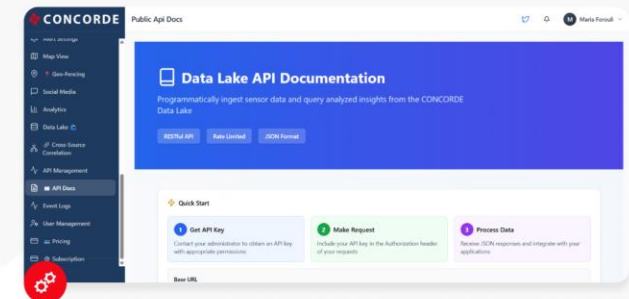 CONCORDE
Public Api Docs
M Maria Ferouli
Alert Settings
Map View
Geo-Fencing
Social Media
Analytics
Data Lake
Cross-Source
Correlation
API Management
API Docs
Event Logs
User Management
Pricing
Subscription
Data Lake API Documentation
Programmatically ingest sensor data and query analyzed insights from the CONCORDE
Data Lake
RESTful API
Rate Limited
JSON Format
Quick Start
1 Get API Key
Contact your administrator to obtain an API key
with appropriate permissions
2 Make Request
Include your API key in the Authorization header
of your requests
3 Process Data
Receive JSON responses and integrate with your
applications
Base URL